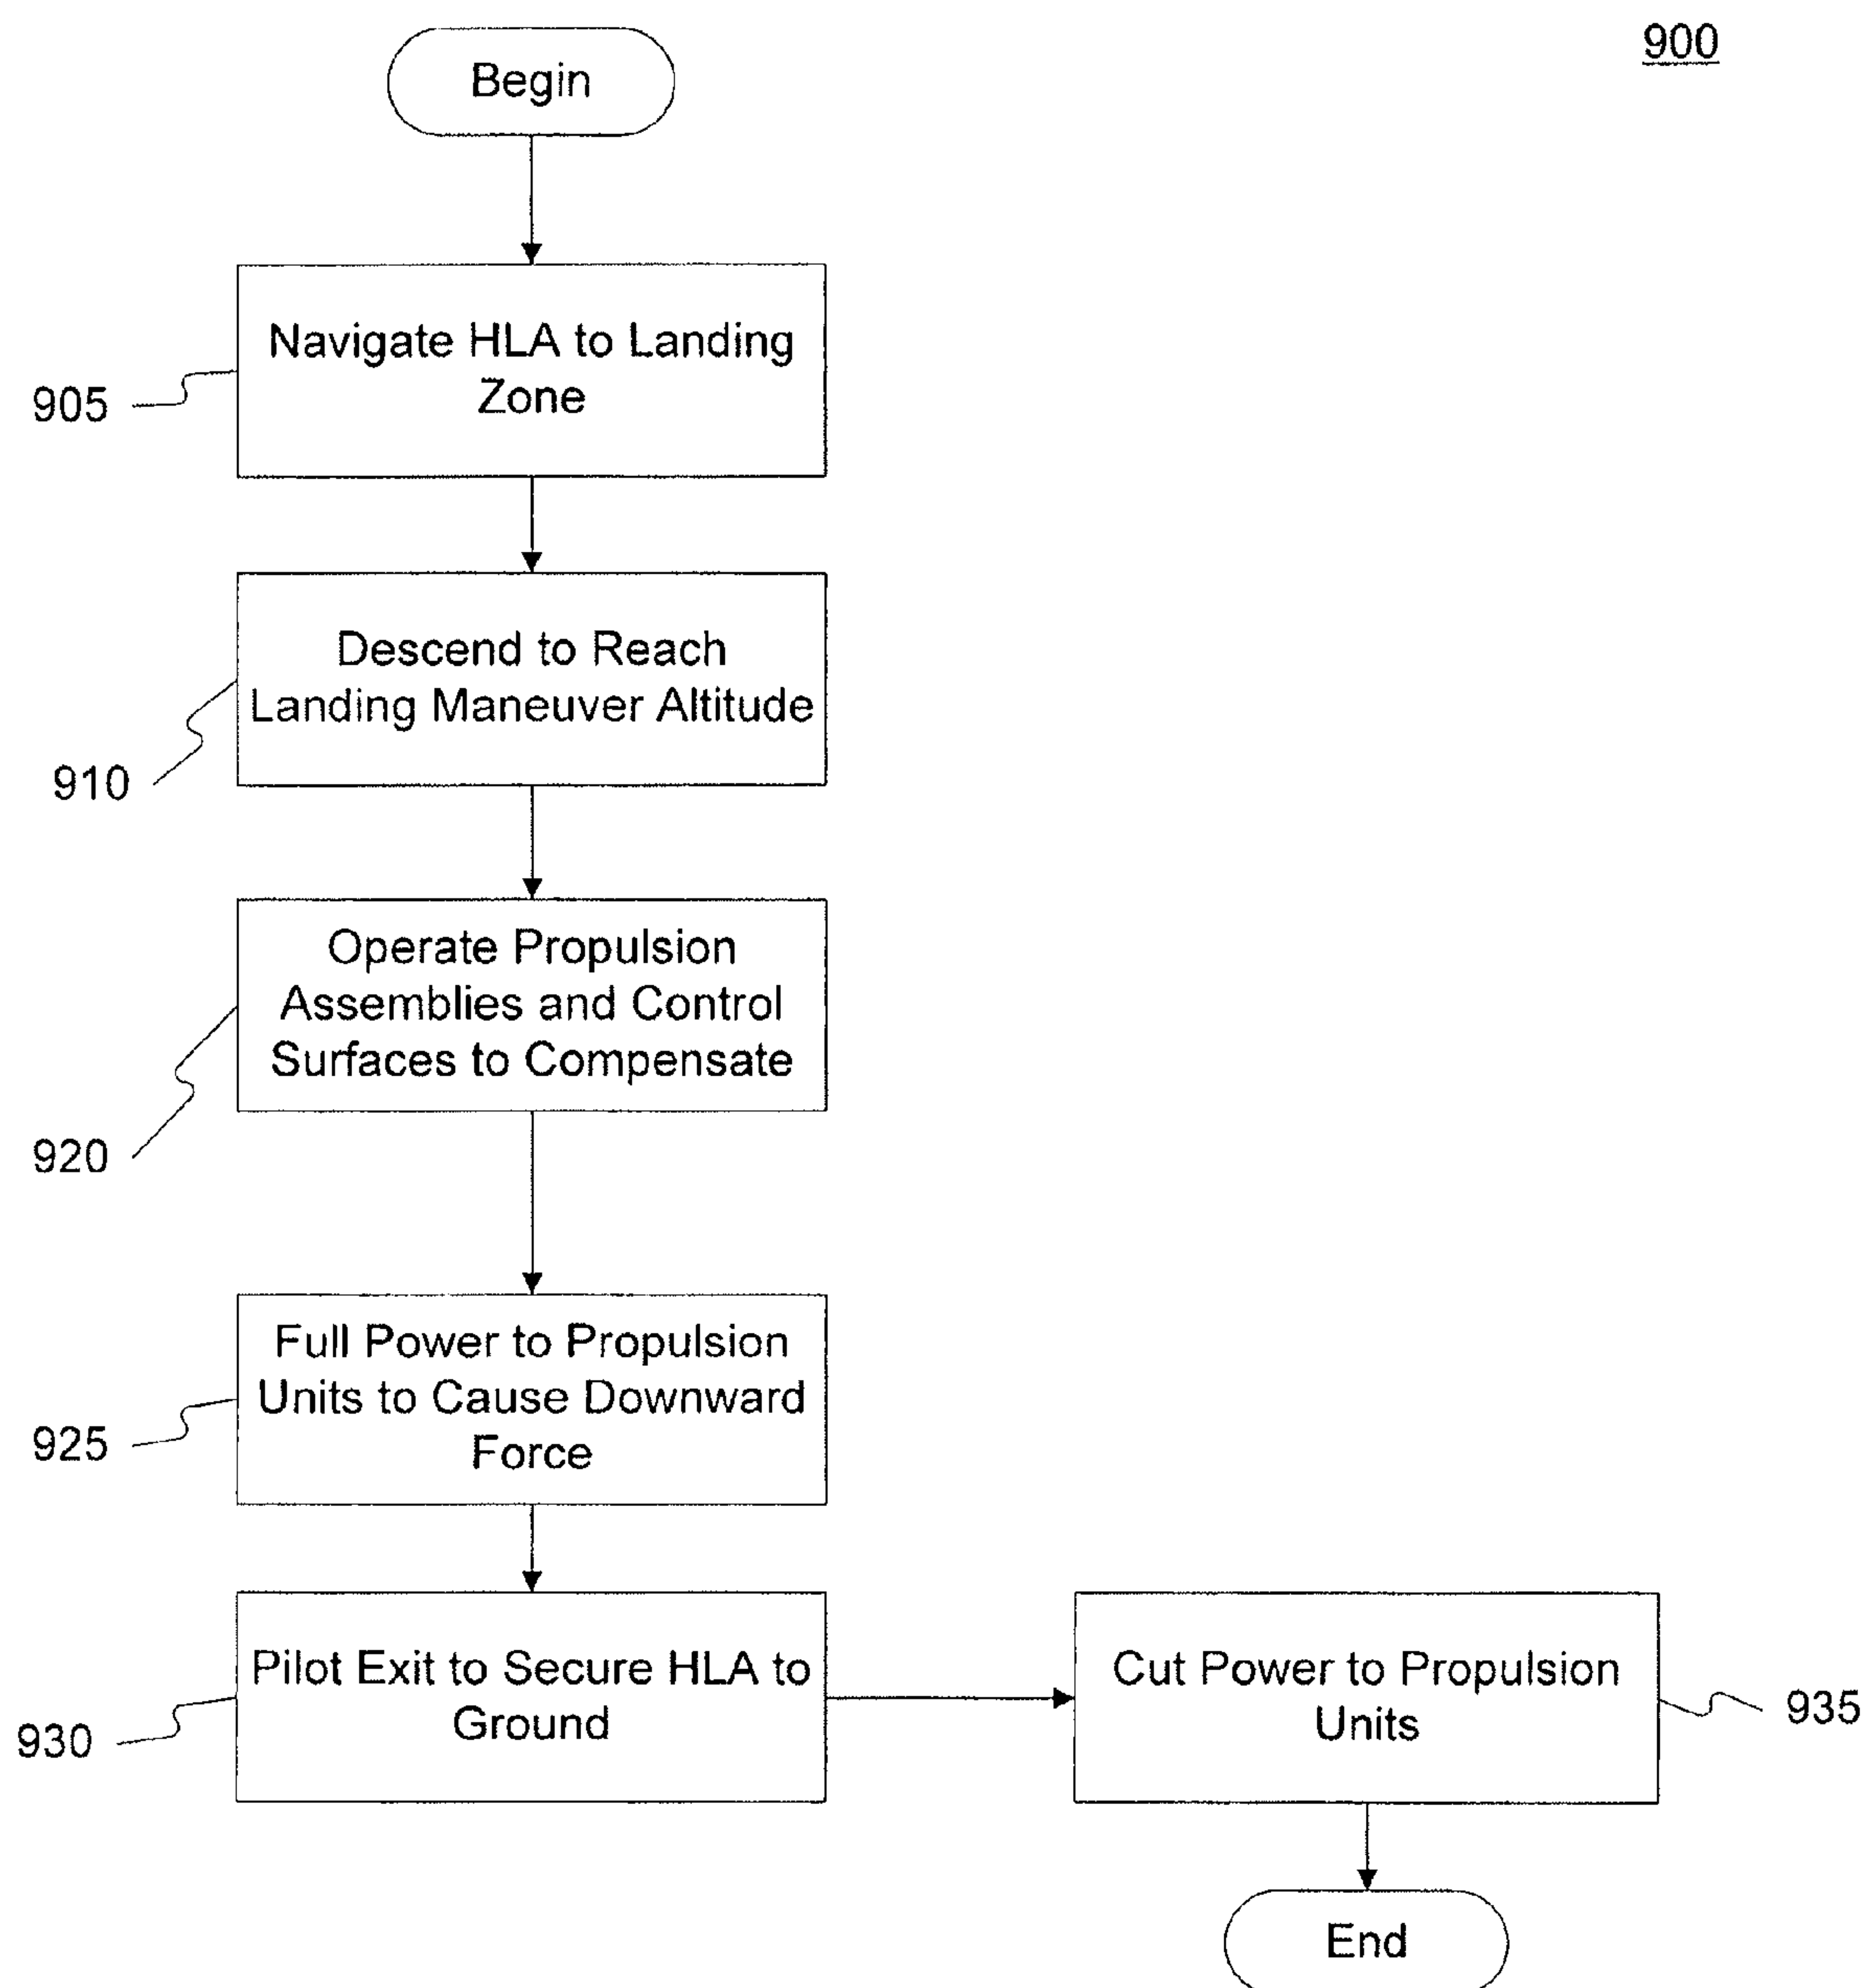 900
Begin
Navigate HLA to Landing
Zone
905
Descend to Reach
Landing Maneuver Altitude
910
Operate Propulsion
Assemblies and Control
Surfaces to Compensate
920
Full Power to Propulsion
Units to Cause Downward
Force
925
Pilot Exit to Secure HLA to
Ground
930
Cut Power to Propulsion
Units
935
End